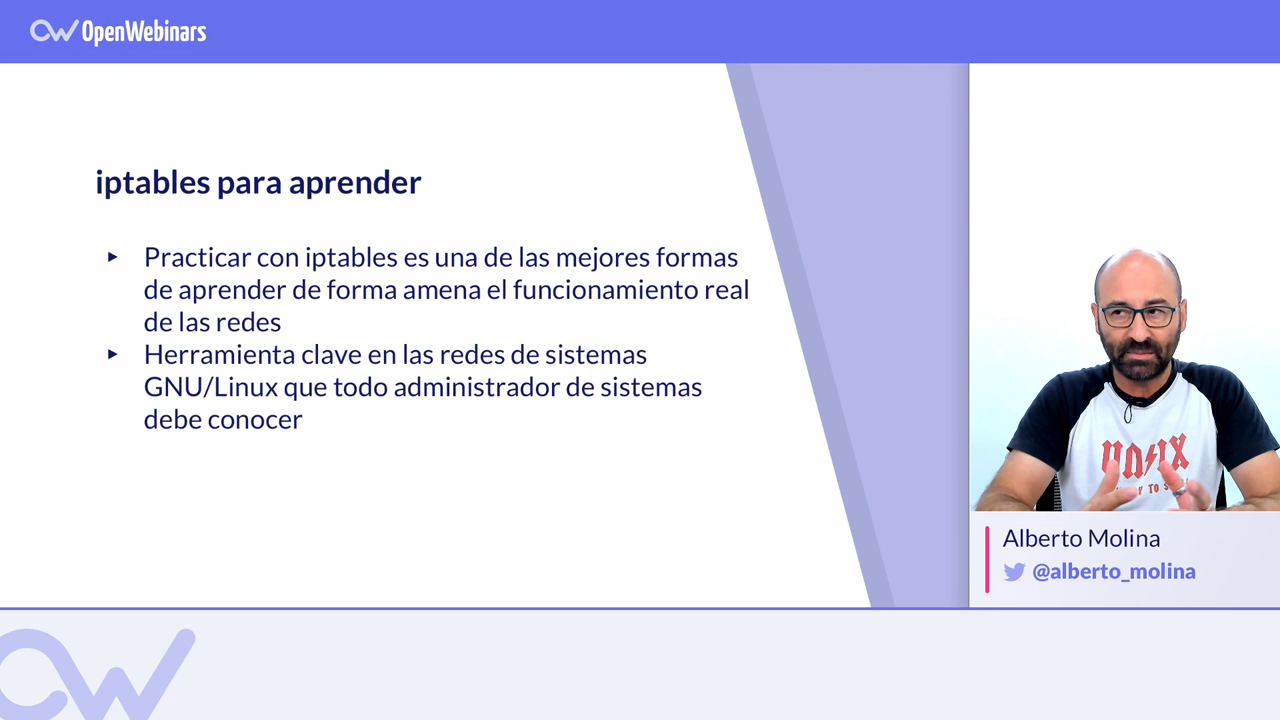 OpenWebinars
iptables para aprender
▸ Practicar con iptables es una de las mejores formas
de aprender de forma amena el funcionamiento real
de las redes
▸ Herramienta clave en las redes de sistemas
GNU/Linux que todo administrador de sistemas
debe conocer
UNIX
TO
Alberto Molina
@alberto_molina